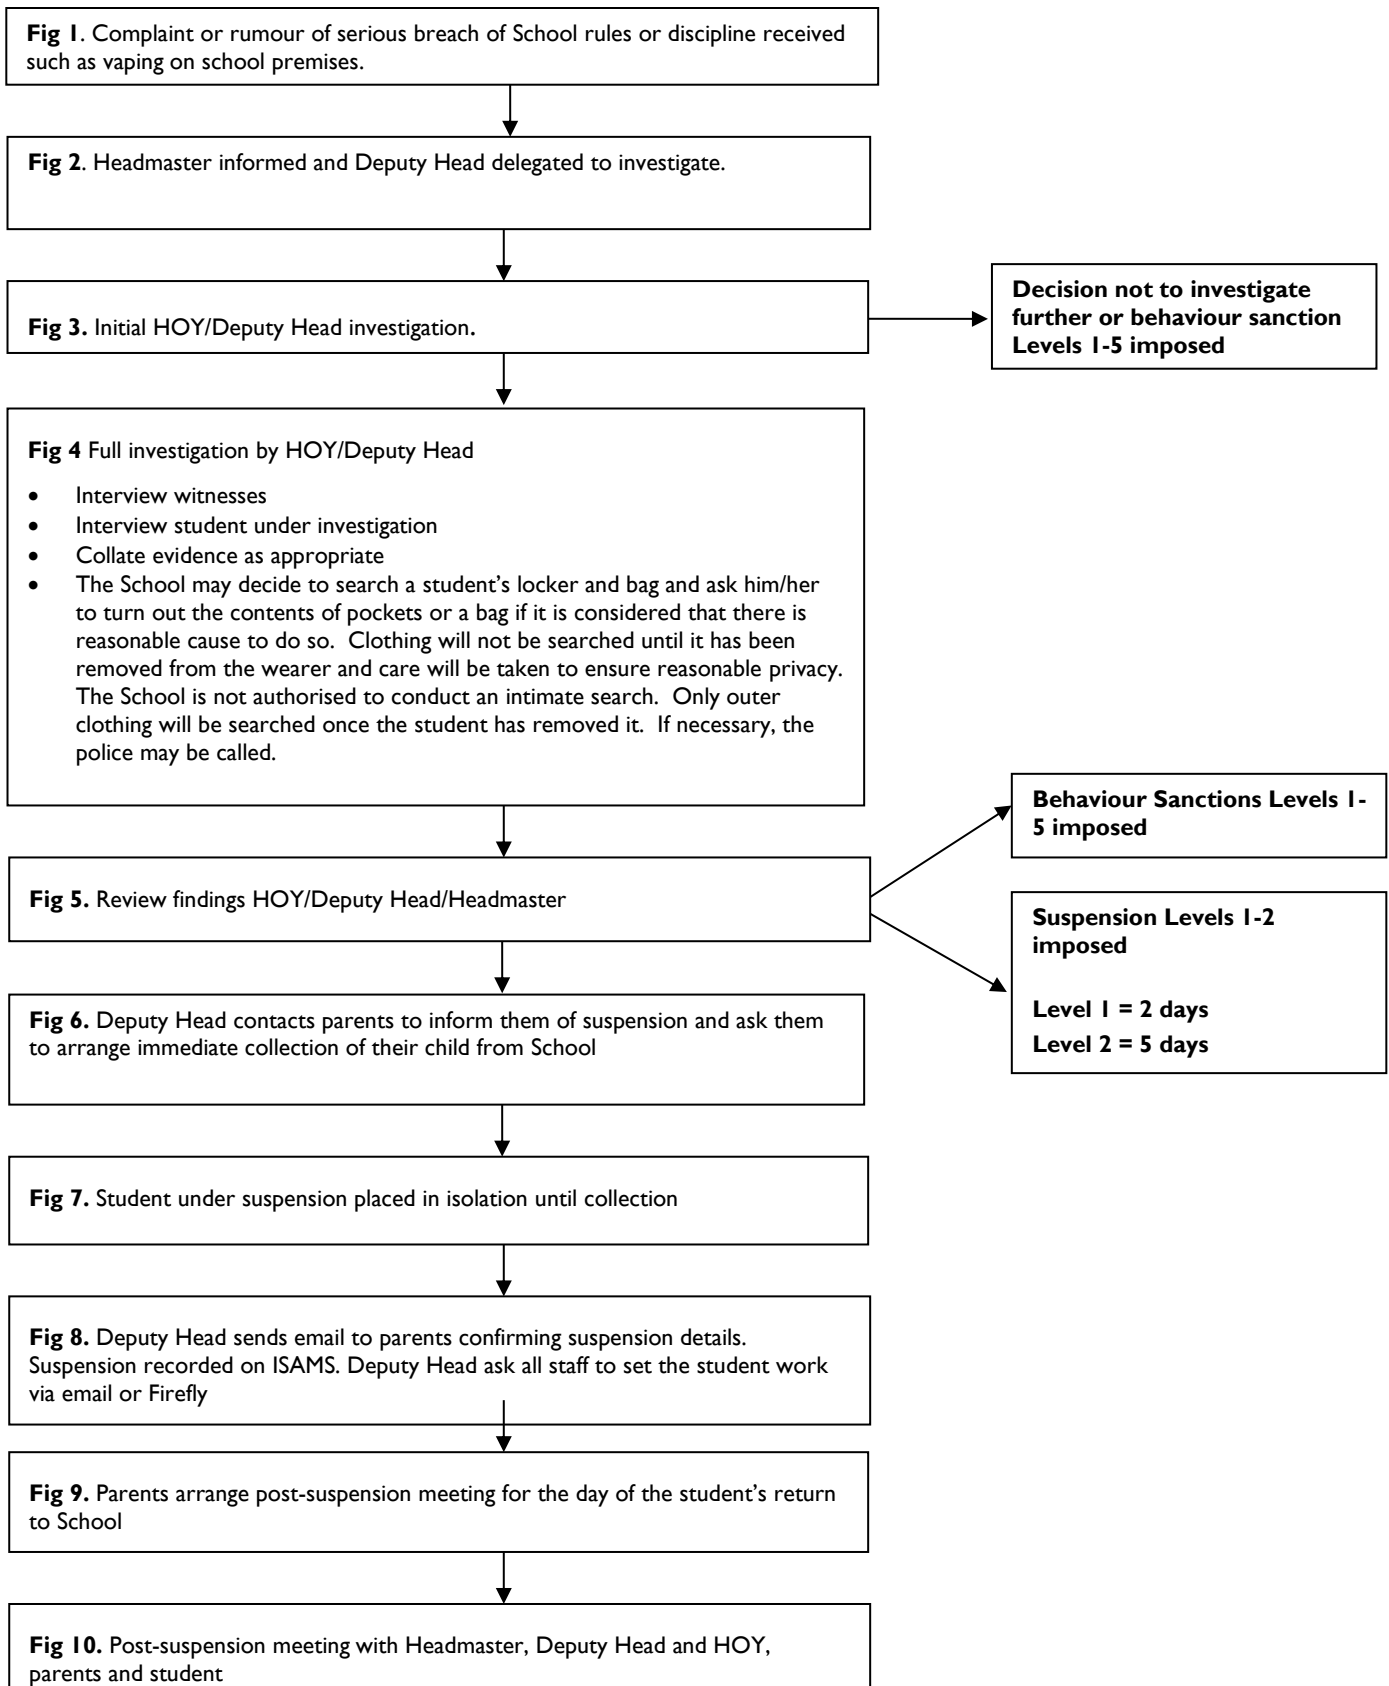 Fig 1. Complaint or rumour of serious breach of School rules or discipline received
such as vaping on school premises.
Fig 2. Headmaster informed and Deputy Head delegated to investigate.
Fig 3. Initial HOY/Deputy Head investigation.
Decision not to investigate
further or behaviour sanction
Levels 1-5 imposed
Fig 4 Full investigation by HOY/Deputy Head
• Interview witnesses
• Interview student under investigation
• Collate evidence as appropriate
• The School may decide to search a student's locker and bag and ask him/her
to turn out the contents of pockets or a bag if it is considered that there is
reasonable cause to do so. Clothing will not be searched until it has been
removed from the wearer and care will be taken to ensure reasonable privacy.
The School is not authorised to conduct an intimate search. Only outer
clothing will be searched once the student has removed it. If necessary, the
police may be called.
Behaviour Sanctions Levels 1-
5 imposed
Fig 5. Review findings HOY/Deputy Head/Headmaster
Suspension Levels 1-2
imposed
Level 1 = 2 days
Level 2 = 5 days
Fig 6. Deputy Head contacts parents to inform them of suspension and ask them
to arrange immediate collection of their child from School
Fig 7. Student under suspension placed in isolation until collection
Fig 8. Deputy Head sends email to parents confirming suspension details.
Suspension recorded on ISAMS. Deputy Head ask all staff to set the student work
via email or Firefly
Fig 9. Parents arrange post-suspension meeting for the day of the student's return
to School
Fig 10. Post-suspension meeting with Headmaster, Deputy Head and HOY,
parents and student